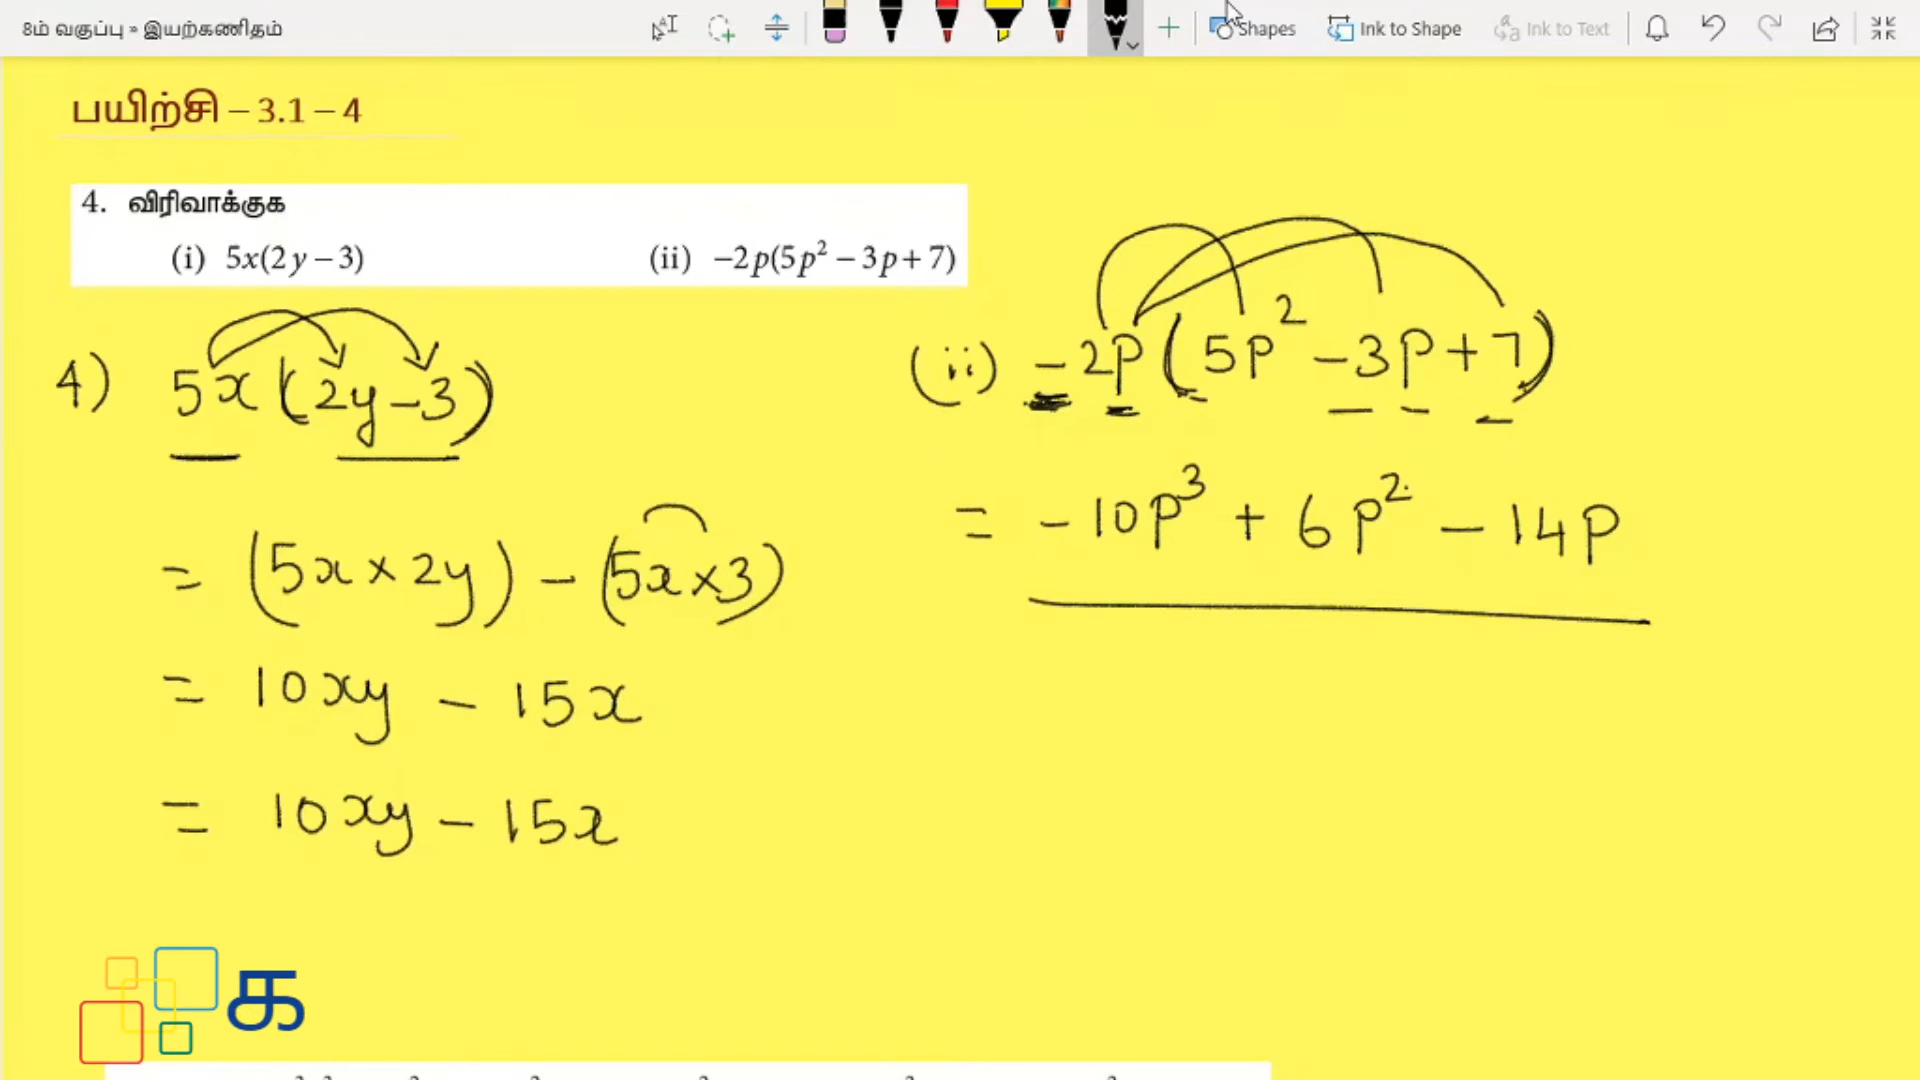 8ம் வகுப்பு » இயற்கணிதம்
Shapes Ink to Shape Ink to Text
பயிற்சி – 3.1 – 4
4. விரிவாக்குக
(i) 5x(2y – 3) (ii) –2p(5p² – 3p + 7)
4) 5x(2y – 3)
= (5x × 2y) – (5x × 3)
= 10xy – 15x
= 10xy – 15x
(ii) – 2p(5p² – 3p + 7)
= – 10p³ + 6p² – 14p
க